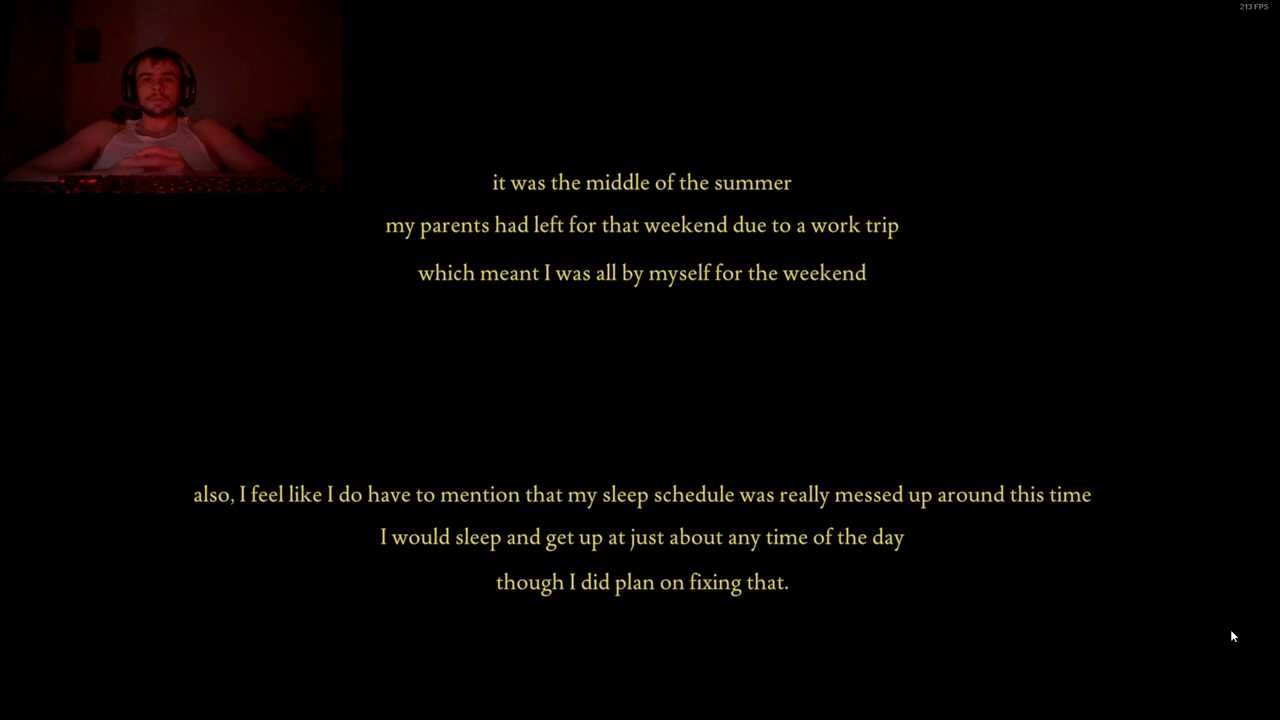 213 FPS
it was the middle of the summer
my parents had left for that weekend due to a work trip
which meant I was all by myself for the weekend
also, I feel like I do have to mention that my sleep schedule was really messed up around this time
I would sleep and get up at just about any time of the day
though I did plan on fixing that.